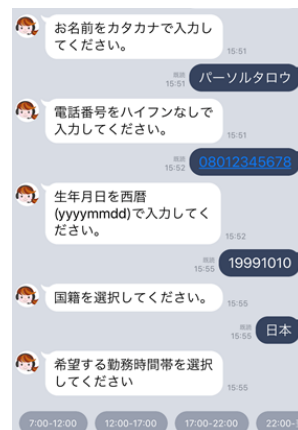 お名前をカタカナで入力し
てください。
15:51
既読
15:51
パーソルタロウ
電話番号をハイフンなしで
入力してください。
15:51
既読
15:52
08012345678
生年月日を西暦
(yyyymmdd)で入力してく
ださい。
15:52
既読
15:55
19991010
国籍を選択してください。
15:55
既読
15:55
日本
希望する勤務時間帯を選択
してください
15:55
7:00-12:00 12:00-17:00 17:00-22:00 22:00-